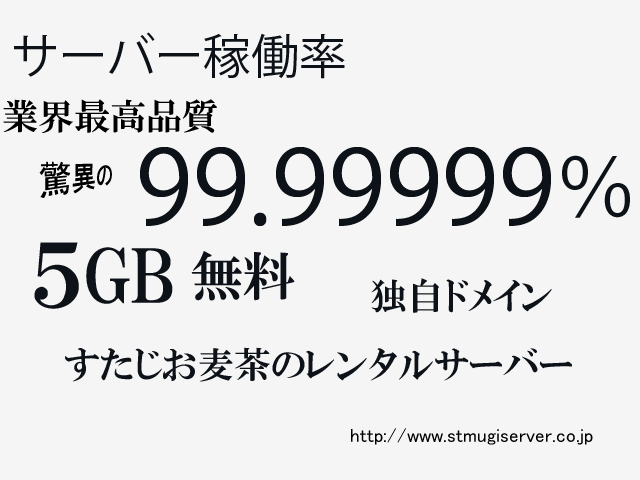 サーバー稼働率
業界最高品質
驚異の 99.99999%
5GB 無料 独自ドメイン
すたじお麦茶のレンタルサーバー
http://www.stmugiserver.co.jp